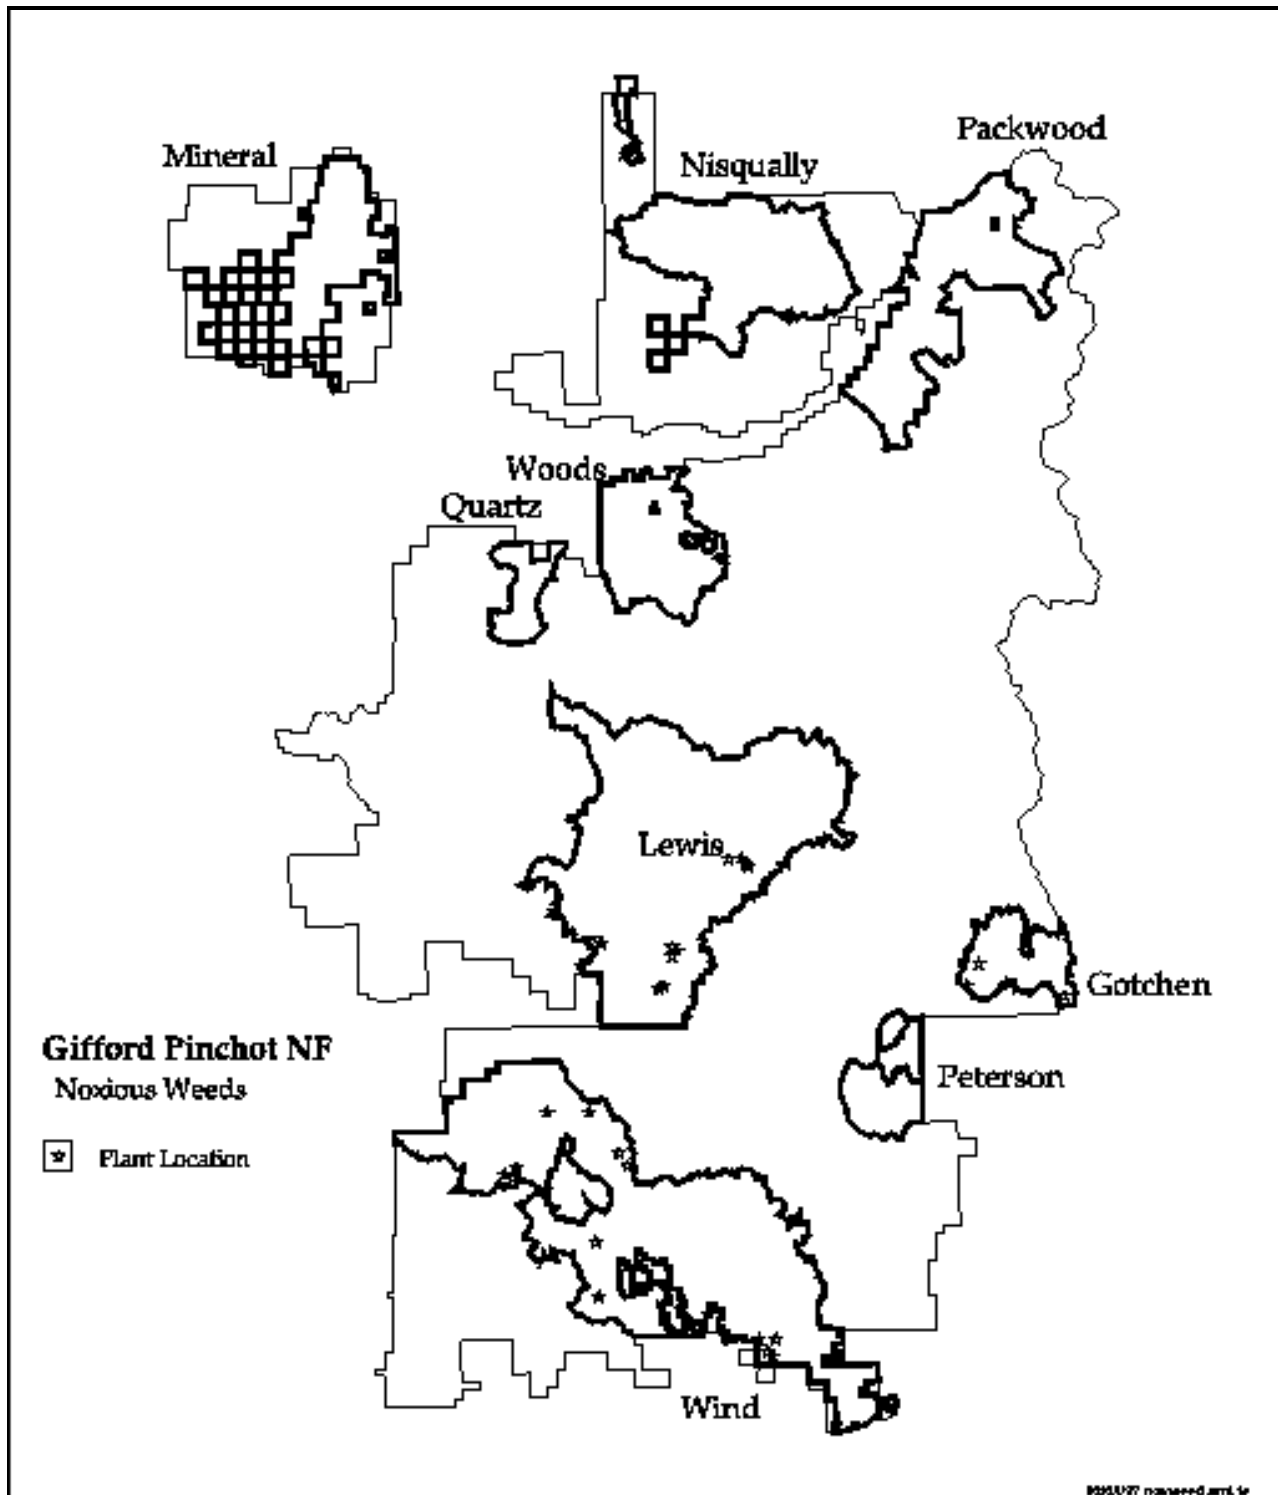 Packwood
Mineral
Nisqually
Woods
Quartz
Lewis
Gotchen
Gifford Pinchot NF
Noxious Weeds
Peterson
Plant Location
Wind